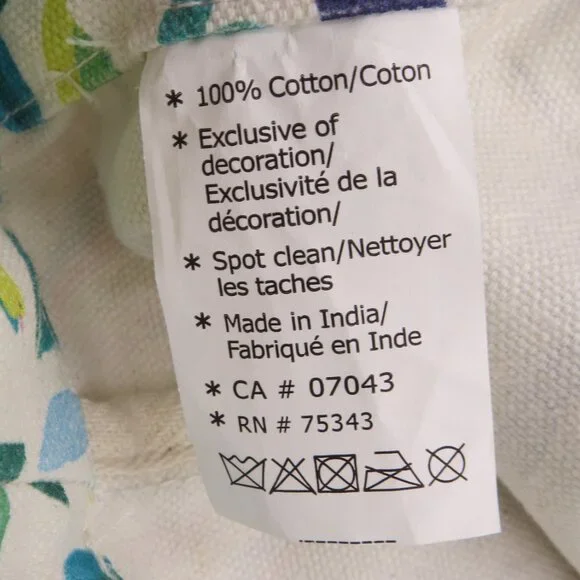 * 100% Cotton/Coton
* Exclusive of
decoration/
Exclusivité de la
décoration/
* Spot clean/Nettoyer
les taches
* Made in India/
Fabriqué en Inde
* CA # 07043
* RN # 75343